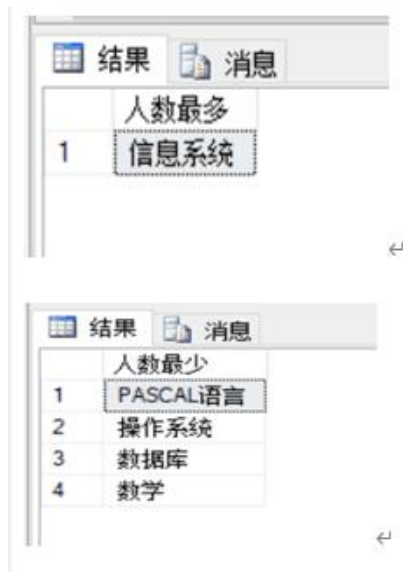 结果 消息
人数最多
1 信息系统
结果 消息
人数最少
1 PASCAL语言
2 操作系统
3 数据库
4 数学